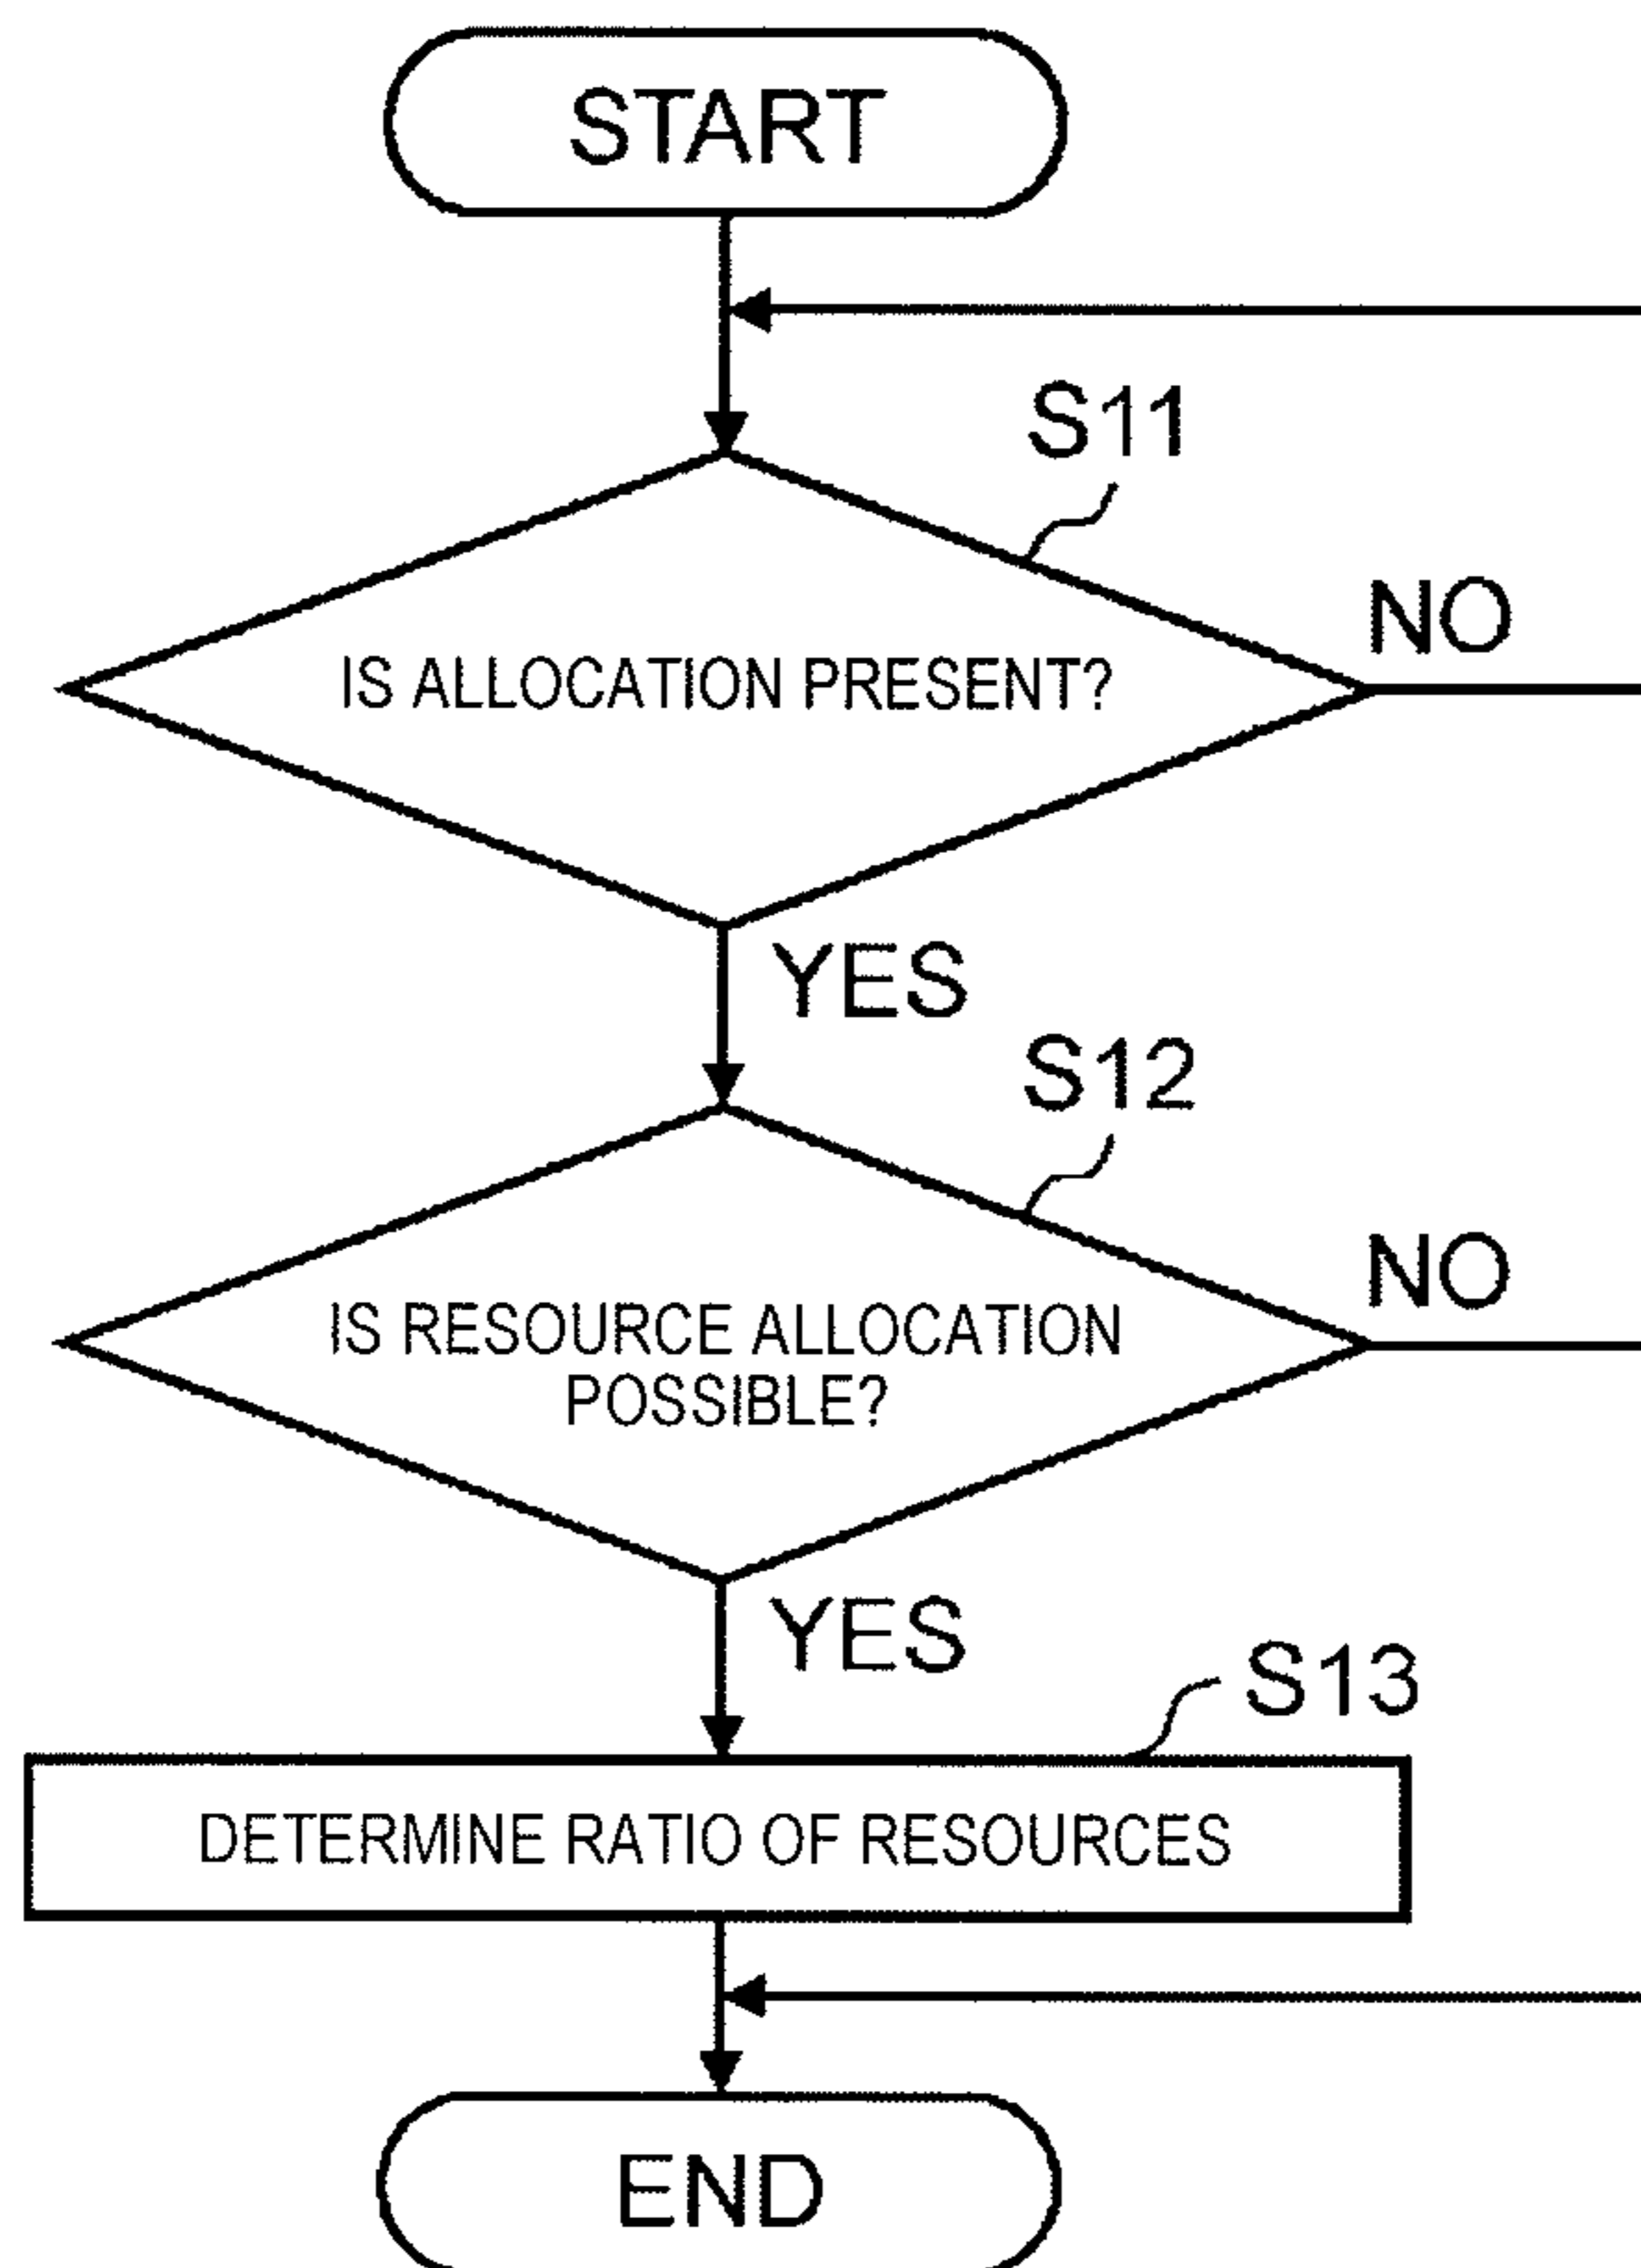 START
S11
NO
IS ALLOCATION PRESENT?
YES
S12
NO
IS RESOURCE ALLOCATION
POSSIBLE?
YES
S13
DETERMINE RATIO OF RESOURCES
END